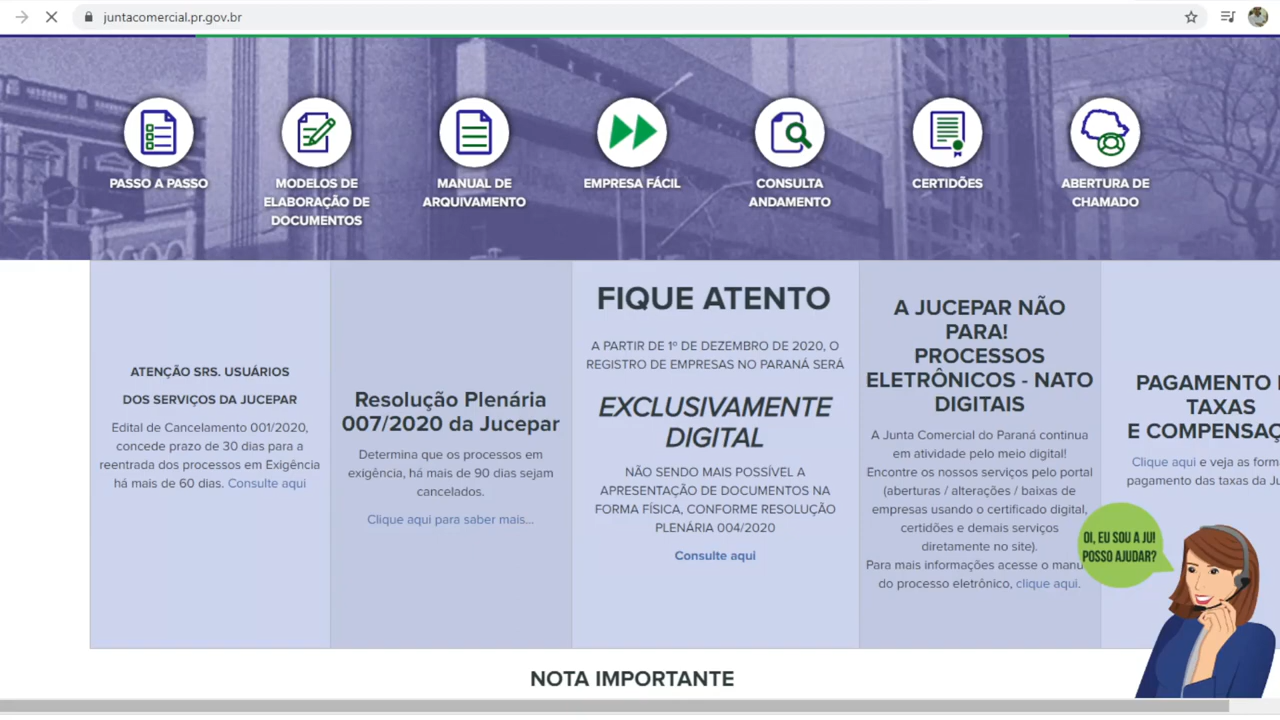 juntacomercial.pr.gov.br
PASSO A PASSO
MODELOS DE
ELABORAÇÃO DE
DOCUMENTOS
MANUAL DE
ARQUIVAMENTO
EMPRESA FÁCIL
CONSULTA
ANDAMENTO
CERTIDÕES
ABERTURA DE
CHAMADO
ATENÇÃO SRS. USUÁRIOS
DOS SERVIÇOS DA JUCEPAR
Edital de Cancelamento 001/2020,
concede prazo de 30 dias para a
reentrada dos processos em Exigência
há mais de 60 dias. Consulte aqui
Resolução Plenária
007/2020 da Jucepar
Determina que os processos em
exigência, há mais de 90 dias sejam
cancelados.
Clique aqui para saber mais...
FIQUE ATENTO
A PARTIR DE 1º DE DEZEMBRO DE 2020, O
REGISTRO DE EMPRESAS NO PARANÁ SERÁ
EXCLUSIVAMENTE
DIGITAL
NÃO SENDO MAIS POSSÍVEL A
APRESENTAÇÃO DE DOCUMENTOS NA
FORMA FÍSICA, CONFORME RESOLUÇÃO
PLENÁRIA 004/2020
Consulte aqui
A JUCEPAR NÃO
PARA!
PROCESSOS
ELETRÔNICOS - NATO
DIGITAIS
A Junta Comercial do Paraná continua
em atividade pelo meio digital!
Encontre os nossos serviços pelo portal
(aberturas / alterações / baixas de
empresas usando o certificado digital,
certidões e demais serviços
diretamente no site).
Para mais informações acesse o manu
do processo eletrônico, clique aqui.
PAGAMENTO
TAXAS
E COMPENSAÇ
Clique aqui e veja as form
pagamento das taxas da Ju
OI, EU SOU A JU!
POSSO AJUDAR?
NOTA IMPORTANTE